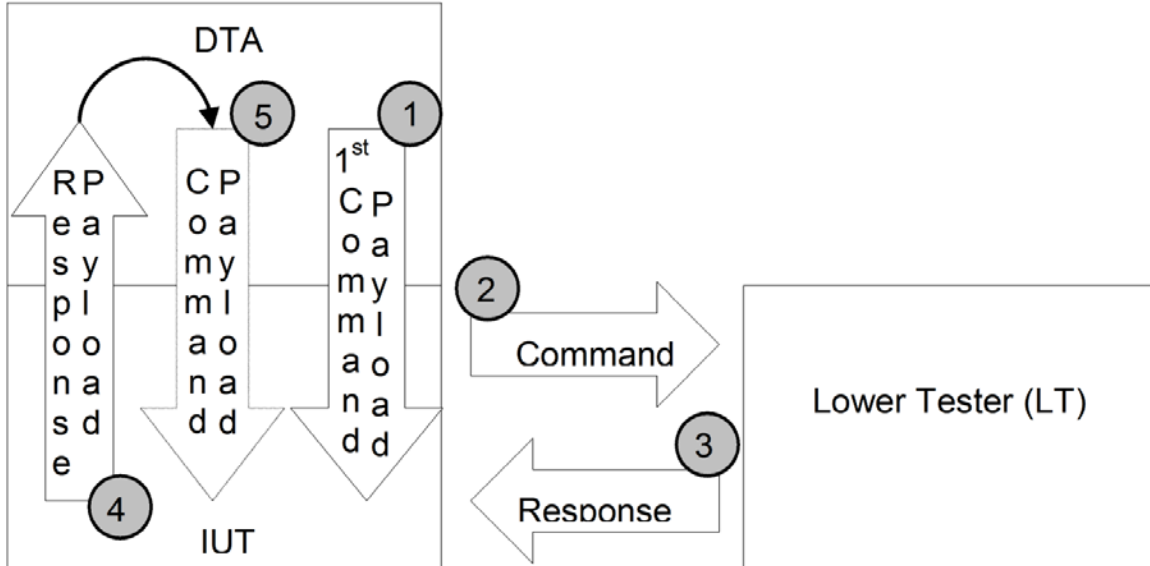 DTA
5
1
1st
Command Payload
Command Payload
Response Payload
2
Command
Lower Tester (LT)
3
Response
4
IUT